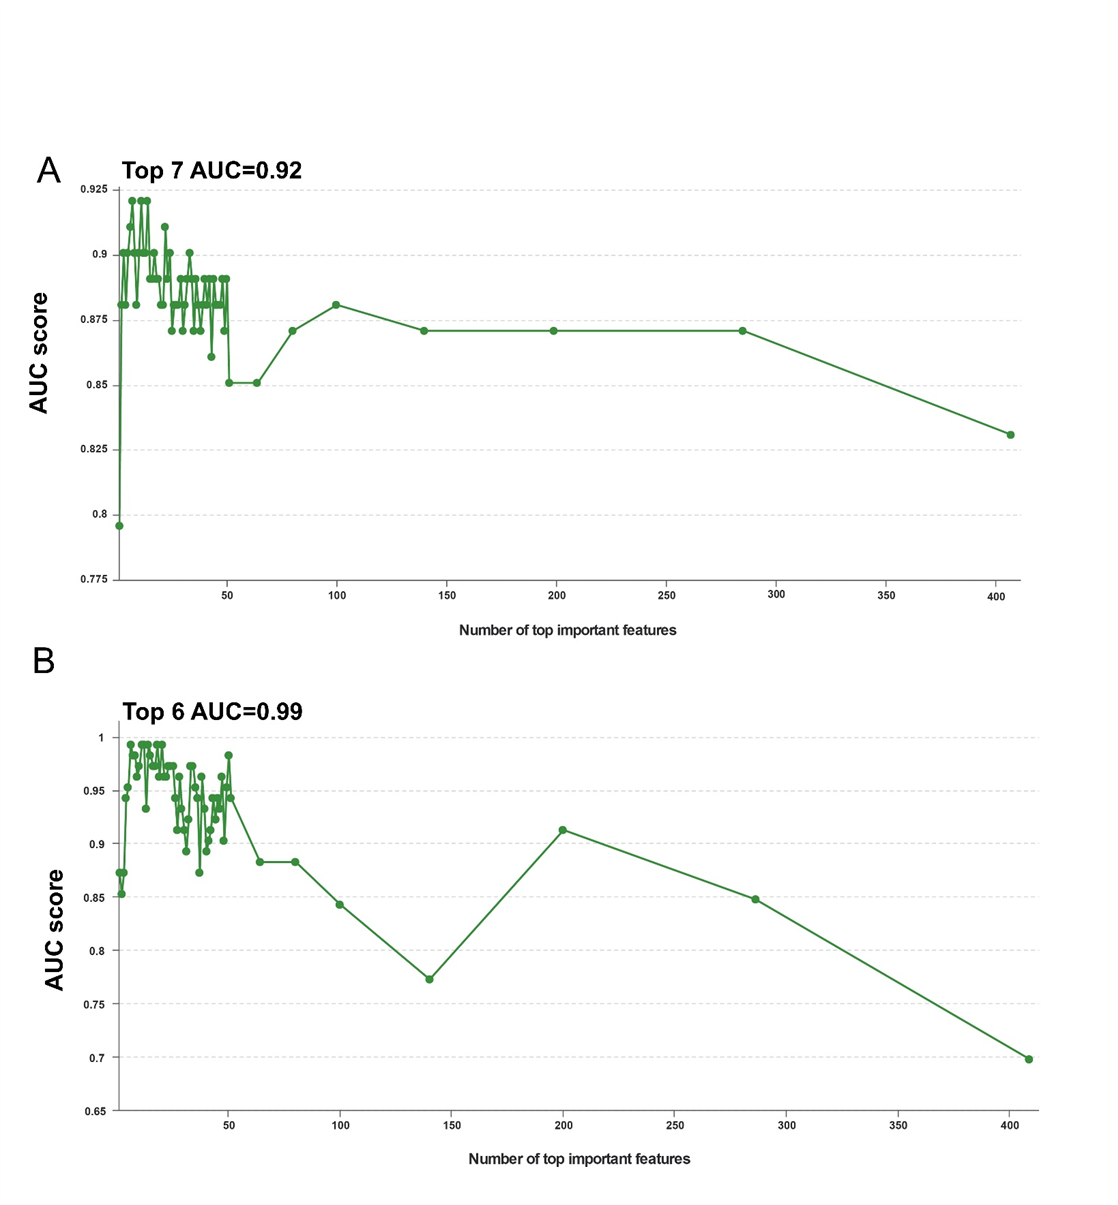 A
Top 7 AUC=0.92
0.925
0.9
0.875
0.85
0.825
0.8
0.775
AUC score
50 100 150 200 250 300 350 400
Number of top important features
B
Top 6 AUC=0.99
1
0.95
0.9
0.85
0.8
0.75
0.7
0.65
AUC score
50 100 150 200 250 300 350 400
Number of top important features